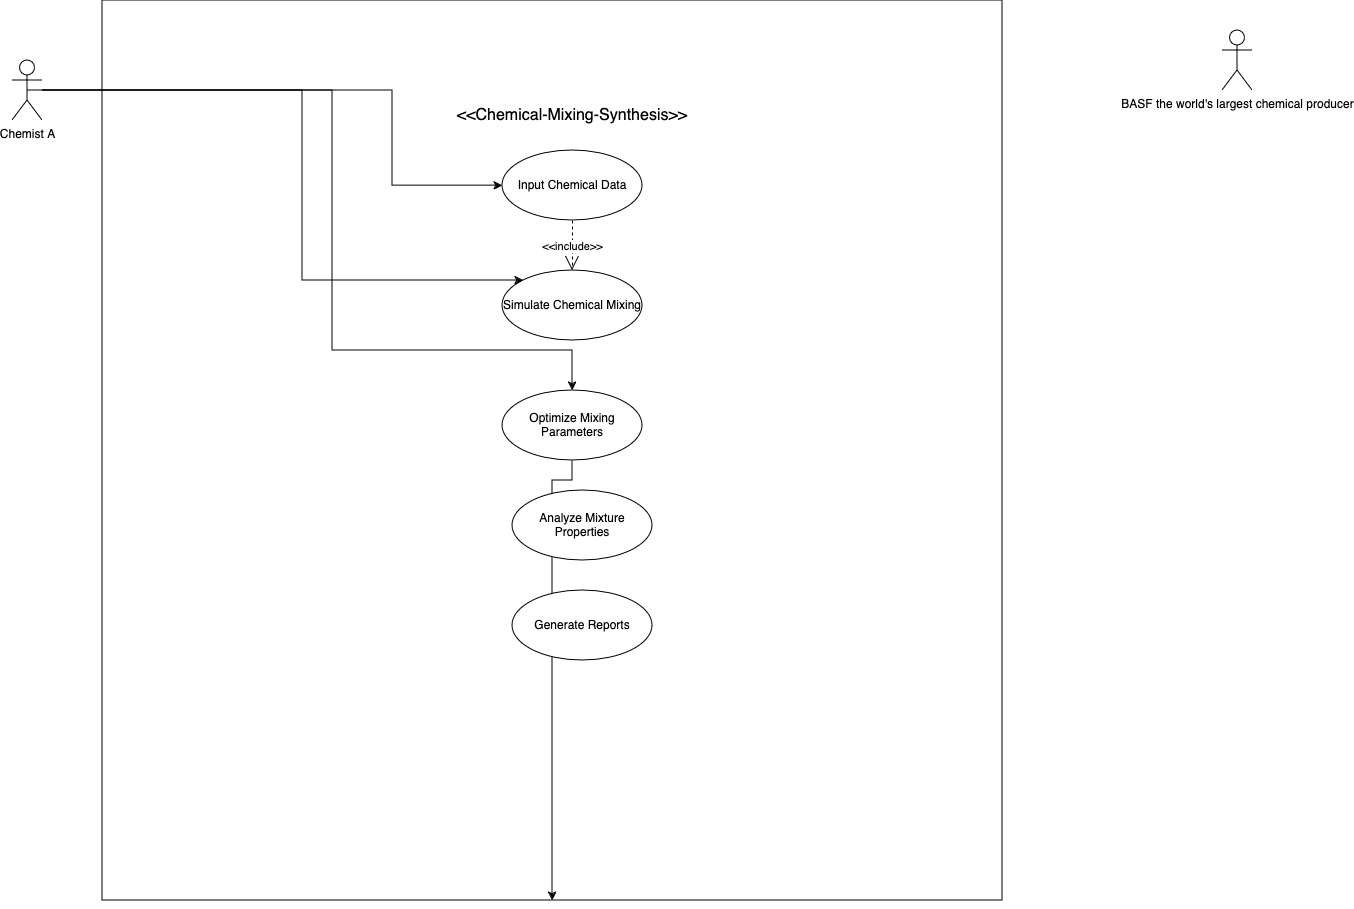 BASF the world's largest chemical producer
<<Chemical-Mixing-Synthesis>>
Chemist A
Input Chemical Data
<<include>>
Simulate Chemical Mixing
Optimize Mixing
Parameters
Analyze Mixture
Properties
Generate Reports